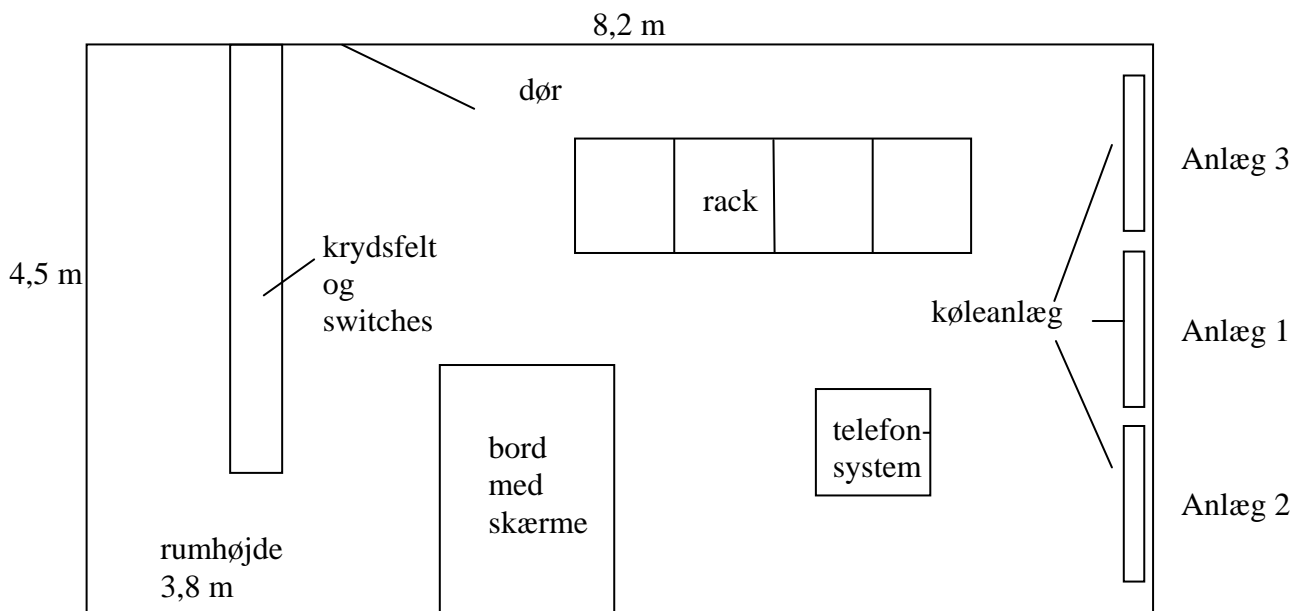 8,2 m
dør
Anlæg 3
rack
krydsfelt
og
switches
4,5 m
køleanlæg
Anlæg 1
telefon-
system
bord
med
skærme
Anlæg 2
rumhøjde
3,8 m